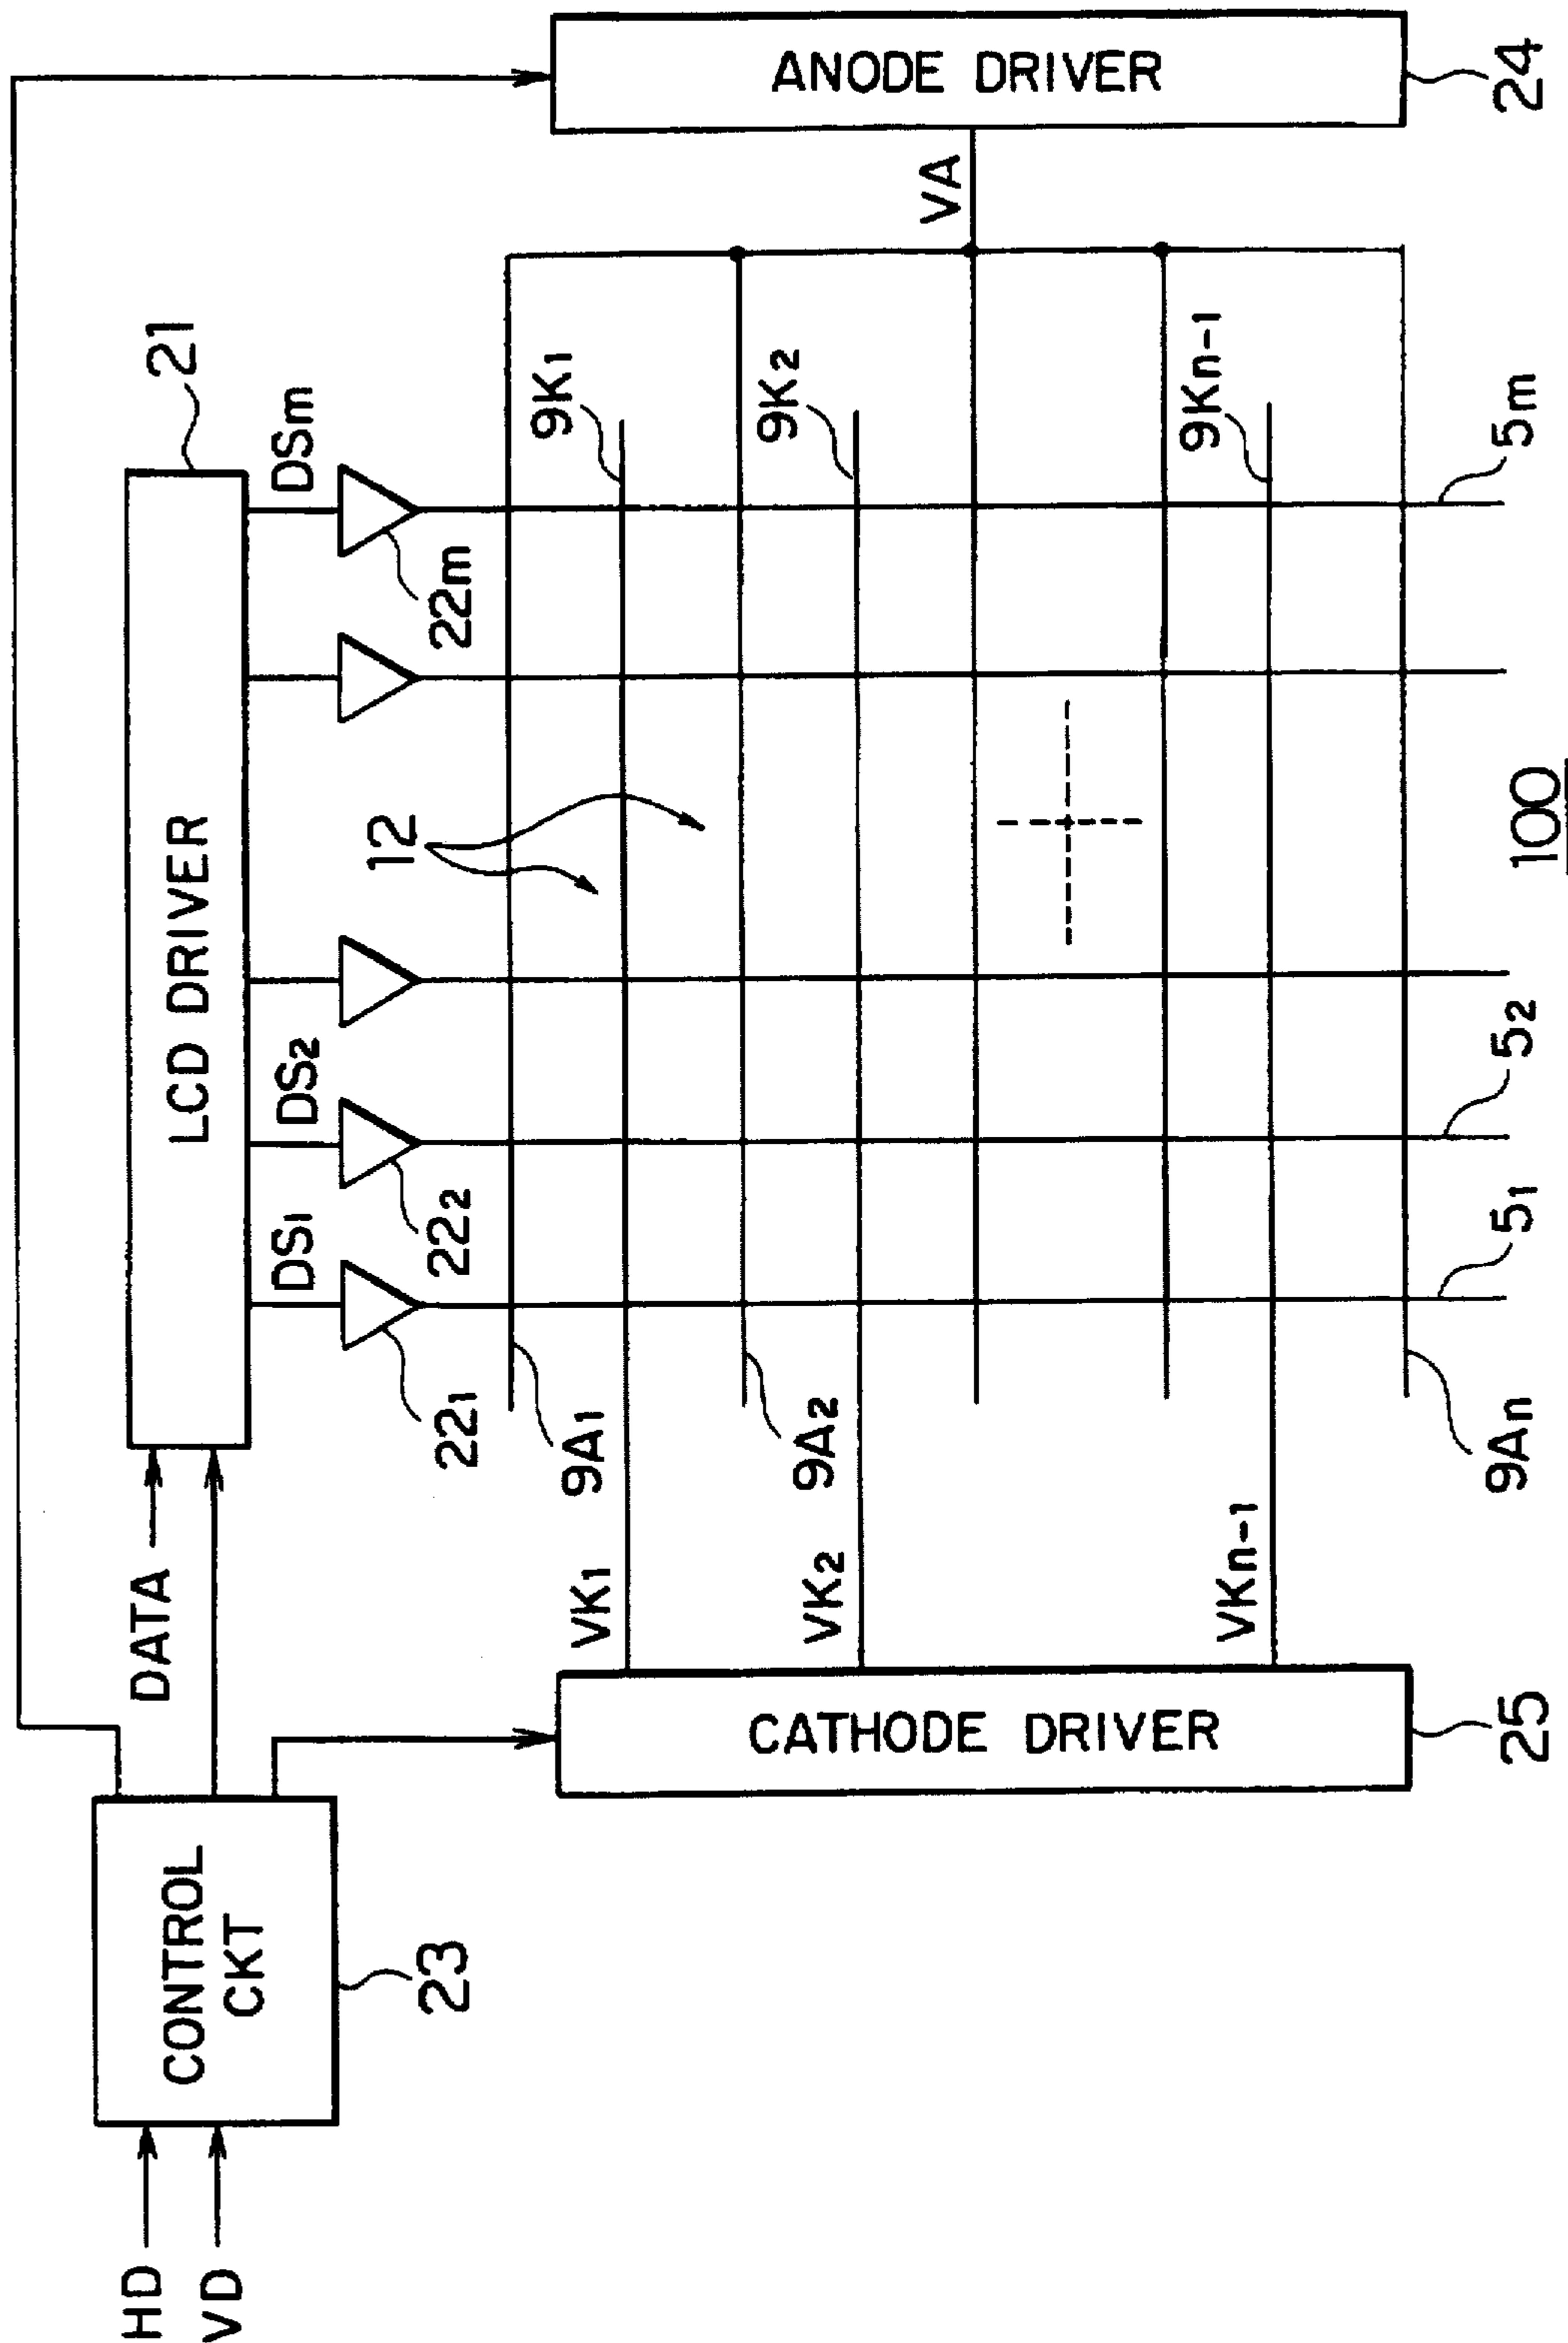 HD
VD
CONTROL
CKT
23
DATA
LCD DRIVER
21
DS1
DS2
DSm
221
222
22m
12
9A1
9A2
9An
9K1
9K2
9Kn-1
VK1
VK2
VKn-1
VA
CATHODE DRIVER
25
ANODE DRIVER
24
51
52
5m
100